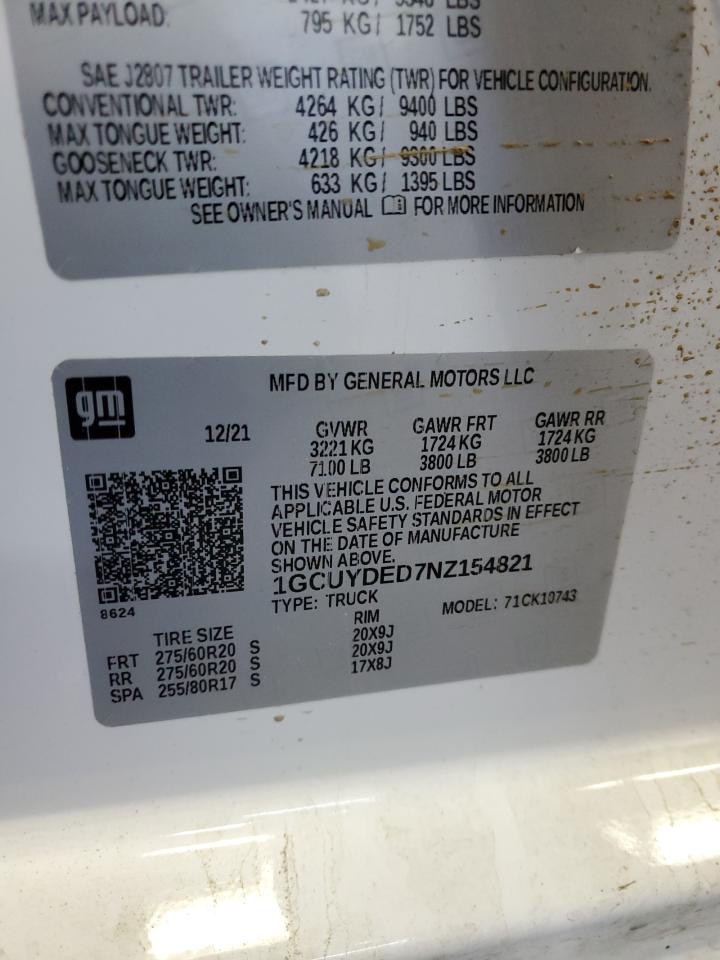 MAX PAYLOAD: 795 KG/ 1752 LBS
SAE J2807 TRAILER WEIGHT RATING (TWR) FOR VEHICLE CONFIGURATION.
CONVENTIONAL TWR: 4264 KG/ 9400 LBS
MAX TONGUE WEIGHT: 426 KG/ 940 LBS
GOOSENECK TWR: 4218 KG/ 9300 LBS
MAX TONGUE WEIGHT: 633 KG/ 1395 LBS
SEE OWNER'S MANUAL FOR MORE INFORMATION
gm
MFD BY GENERAL MOTORS LLC
12/21 GVWR GAWR FRT GAWR RR
3221 KG 1724 KG 1724 KG
7100 LB 3800 LB 3800 LB
THIS VEHICLE CONFORMS TO ALL
APPLICABLE U.S. FEDERAL MOTOR
VEHICLE SAFETY STANDARDS IN EFFECT
ON THE DATE OF MANUFACTURE
SHOWN ABOVE.
1GCUYDED7NZ154821
8624
TYPE: TRUCK MODEL: 71CK10743
TIRE SIZE RIM
FRT 275/60R20 S 20X9J
RR 275/60R20 S 20X9J
SPA 255/80R17 S 17X8J